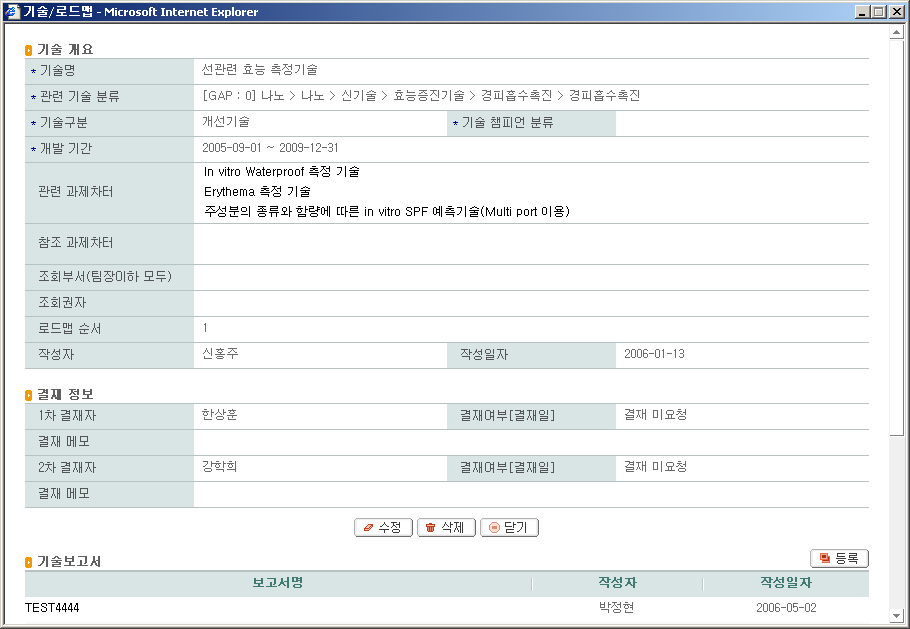 기술/로드맵 - Microsoft Internet Explorer
기술 개요
* 기술명 선관련 효능 측정기술
* 관련 기술 분류 [GAP : 0] 나노 > 나노 > 신기술 > 효능증진기술 > 경피흡수촉진 > 경피흡수촉진
* 기술구분 개선기술 * 기술 챔피언 분류
* 개발 기간 2005-09-01 ~ 2009-12-31
관련 과제차터
In vitro Waterproof 측정 기술
Erythema 측정 기술
주성분의 종류와 함량에 따른 in vitro SPF 예측기술(Multi port 이용)
참조 과제차터
조회부서(팀장이하 모두)
조회권자
로드맵 순서 1
작성자 신홍주 작성일자 2006-01-13
결재 정보
1차 결재자 한상훈 결재여부[결재일] 결재 미요청
결재 메모
2차 결재자 강학희 결재여부[결재일] 결재 미요청
결재 메모
수정 삭제 닫기
기술보고서 등록
보고서명 작성자 작성일자
TEST4444 박정현 2006-05-02